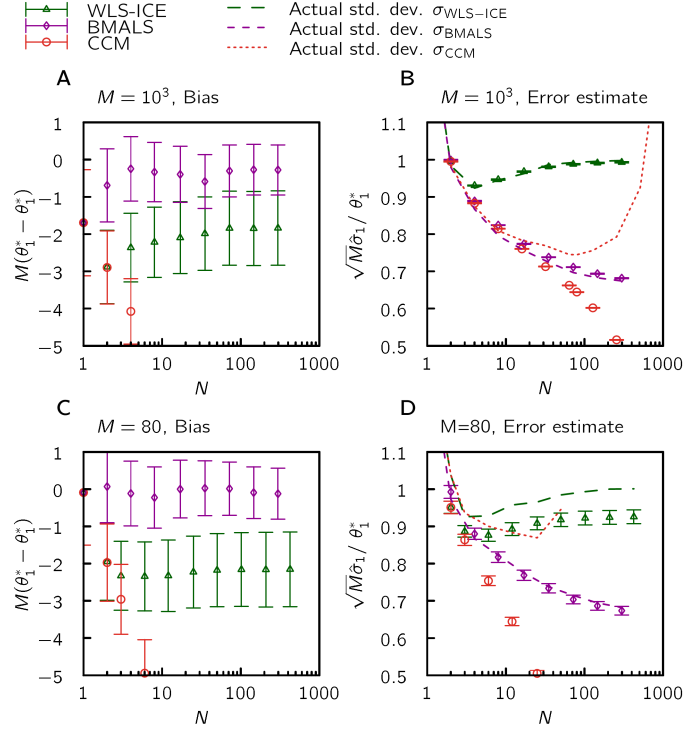 WLS-ICE
BMALS
CCM
Actual std. dev. σWLS−ICE
Actual std. dev. σBMALS
Actual std. dev. σCCM
A
M = 10³, Bias
M(θ₁* − θ₁*)
1
0
−1
−2
−3
−4
−5
1 10 100 1000
N
B
M = 10³, Error estimate
√Mσ̂₁/ θ₁*
1.1
1
0.9
0.8
0.7
0.6
0.5
1 10 100 1000
N
C
M = 80, Bias
M(θ₁* − θ₁*)
1
0
−1
−2
−3
−4
−5
1 10 100 1000
N
D
M=80, Error estimate
√Mσ̂₁/ θ₁*
1.1
1
0.9
0.8
0.7
0.6
0.5
1 10 100 1000
N